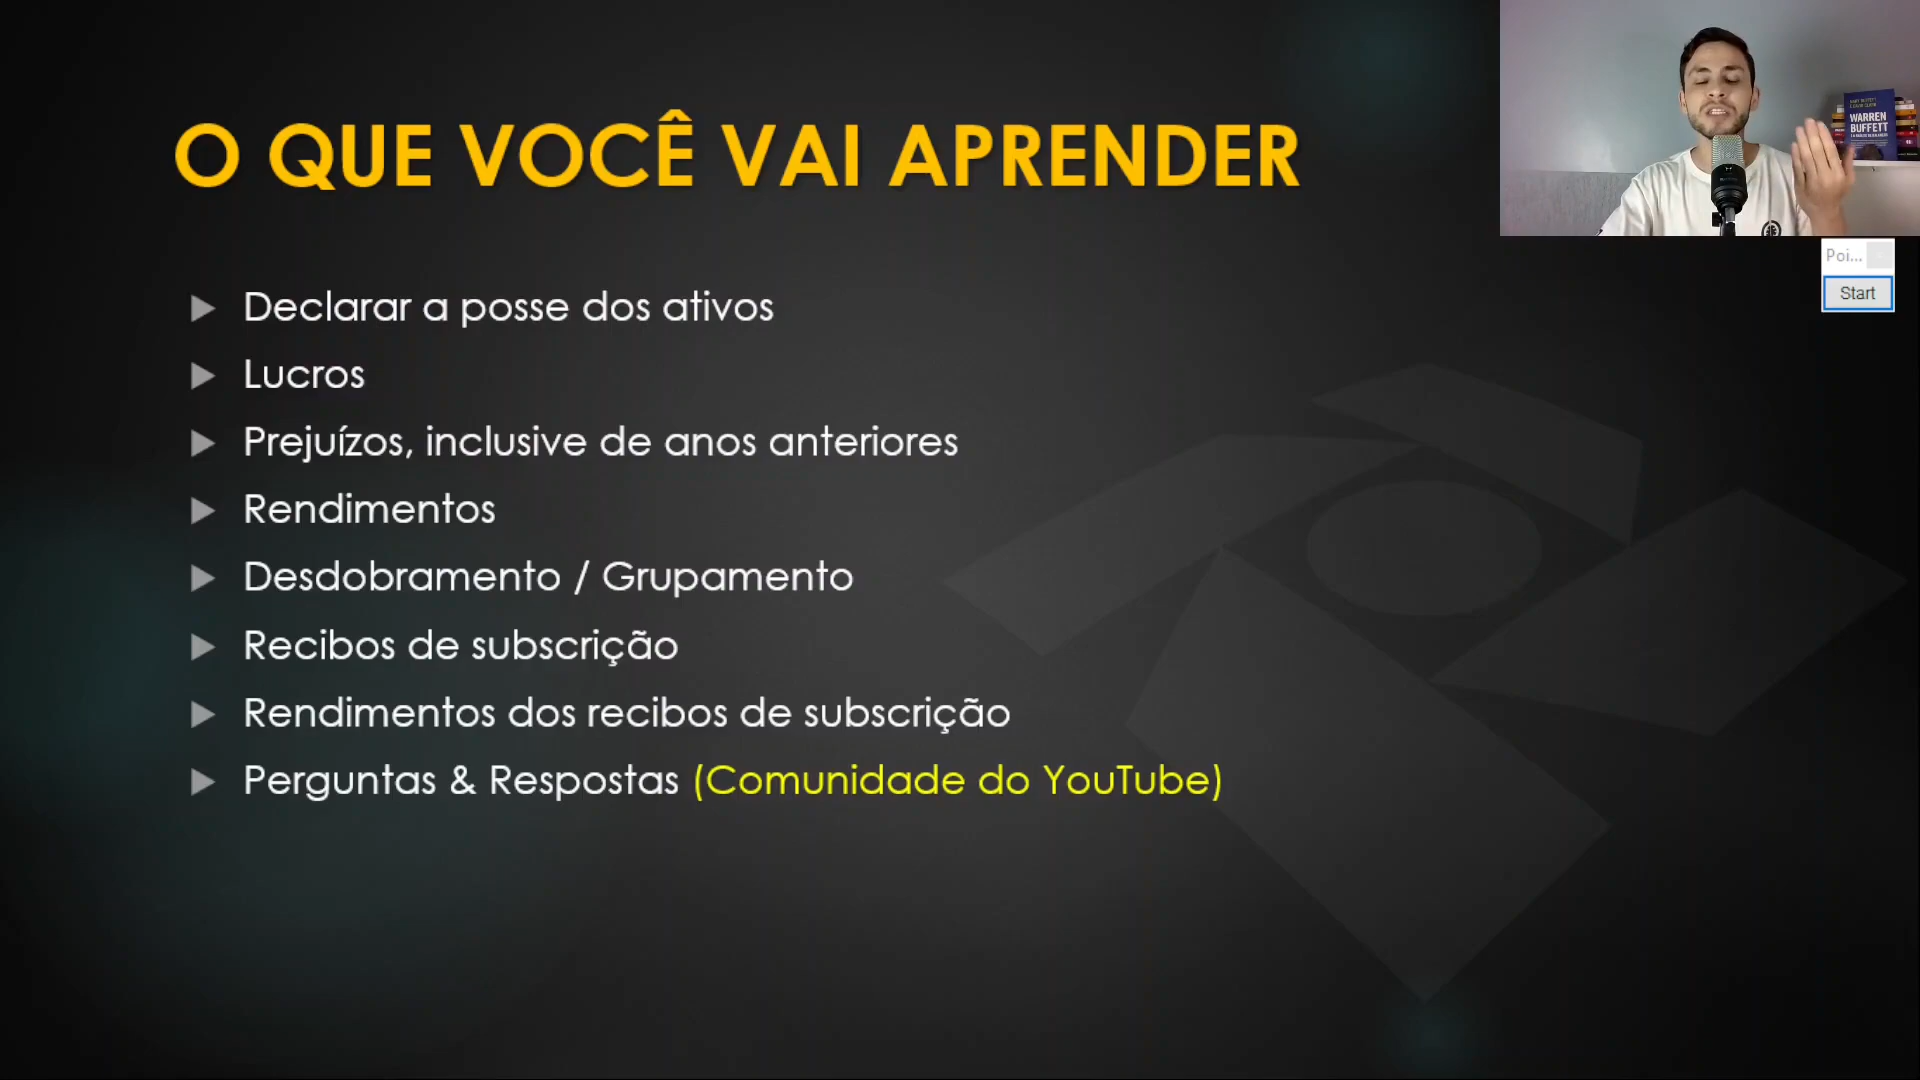 O QUE VOCÊ VAI APRENDER
Declarar a posse dos ativos
Lucros
Prejuízos, inclusive de anos anteriores
Rendimentos
Desdobramento / Grupamento
Recibos de subscrição
Rendimentos dos recibos de subscrição
Perguntas & Respostas (Comunidade do YouTube)
WARREN
BUFFETT
Poi...
Start